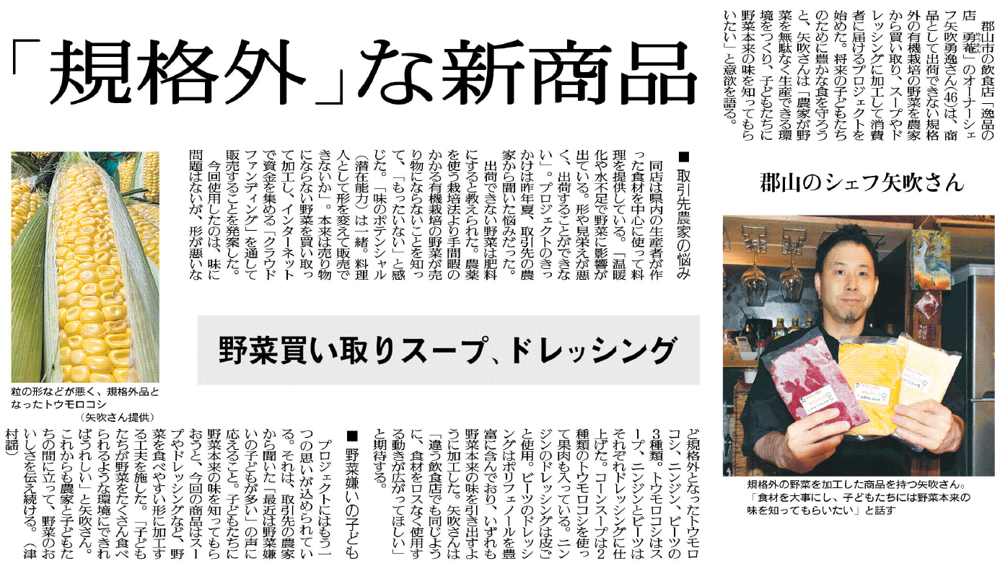 「規格外」な新商品
郡山市の飲食店「逸品の
店　勇菴」のオーナーシェ
ゆうあん
フ矢吹勇逸さん(46)は、商
品として出荷できない規格
外の有機栽培の野菜を農家
から買い取り、スープやド
レッシングに加工して消費
者に届けるプロジェクトを
始めた。将来の子どもたち
のために豊かな食を守ろう
と、矢吹さんは「農家が野
菜を無駄なく生産できる環
境をつくり、子どもたちに
野菜本来の味を知ってもら
いたい」と意欲を語る。
郡山のシェフ矢吹さん
規格外の野菜を加工した商品を持つ矢吹さん。
「食材を大事にし、子どもたちには野菜本来の
味を知ってもらいたい」と話す
■ 取引先農家の悩み
同店は県内の生産者が作
った食材を中心に使って料
理を提供している。「温暖
化や水不足で野菜に影響が
出ている。形や見栄えが悪
く、出荷することができな
い」。プロジェクトのきっ
かけは昨年夏、取引先の農
家から聞いた悩みだった。
出荷できない野菜は肥料
にすると教えられた。農薬
を使う栽培法より手間暇の
かかる有機栽培の野菜が売
り物にならないことを知っ
て、「もったいない」と感
じた。「味のポテンシャル
（潜在能力）は一緒。料理
人として形を変えて販売で
きないか」。本来は売り物
にならない野菜を買い取っ
て加工し、インターネット
で資金を集める「クラウド
ファンディング」を通して
販売することを発案した。
今回使用したのは、味に
問題はないが、形が悪いな
粒の形などが悪く、規格外品と
なったトウモロコシ
（矢吹さん提供）
野菜買い取りスープ、ドレッシング
ど規格外となったトウモロ
コシ、ニンジン、ビーツの
3種類。トウモロコシはス
ープ、ニンジンとビーツは
それぞれドレッシングに仕
上げた。コーンスープは2
種類のトウモロコシを使っ
て果肉も入っている。ニン
ジンのドレッシングは皮ご
と使用。ビーツのドレッシ
ングはポリフェノールを豊
富に含んでおり、いずれも
野菜本来の味を引き出すよ
うに加工した。矢吹さんは
「違う飲食店でも同じよう
に、食材をロスなく使用す
る動きが広がってほしい」
と期待する。
■ 野菜嫌いの子ども
プロジェクトにはもう一
つの思いが込められてい
る。それは、取引先の農家
から聞いた「最近は野菜嫌
いの子どもが多い」の声に
応えること。子どもたちに
野菜本来の味を知ってもら
おうと、今回の商品はスー
プやドレッシングなど、野
菜を食べやすい形に加工す
る工夫を施した。「子ども
たちが野菜をたくさん食べ
られるような環境にできれ
ばうれしい」と矢吹さん。
これからも農家と子どもた
ちの間に立って、野菜のお
いしさを伝え続ける。（津
村謡）